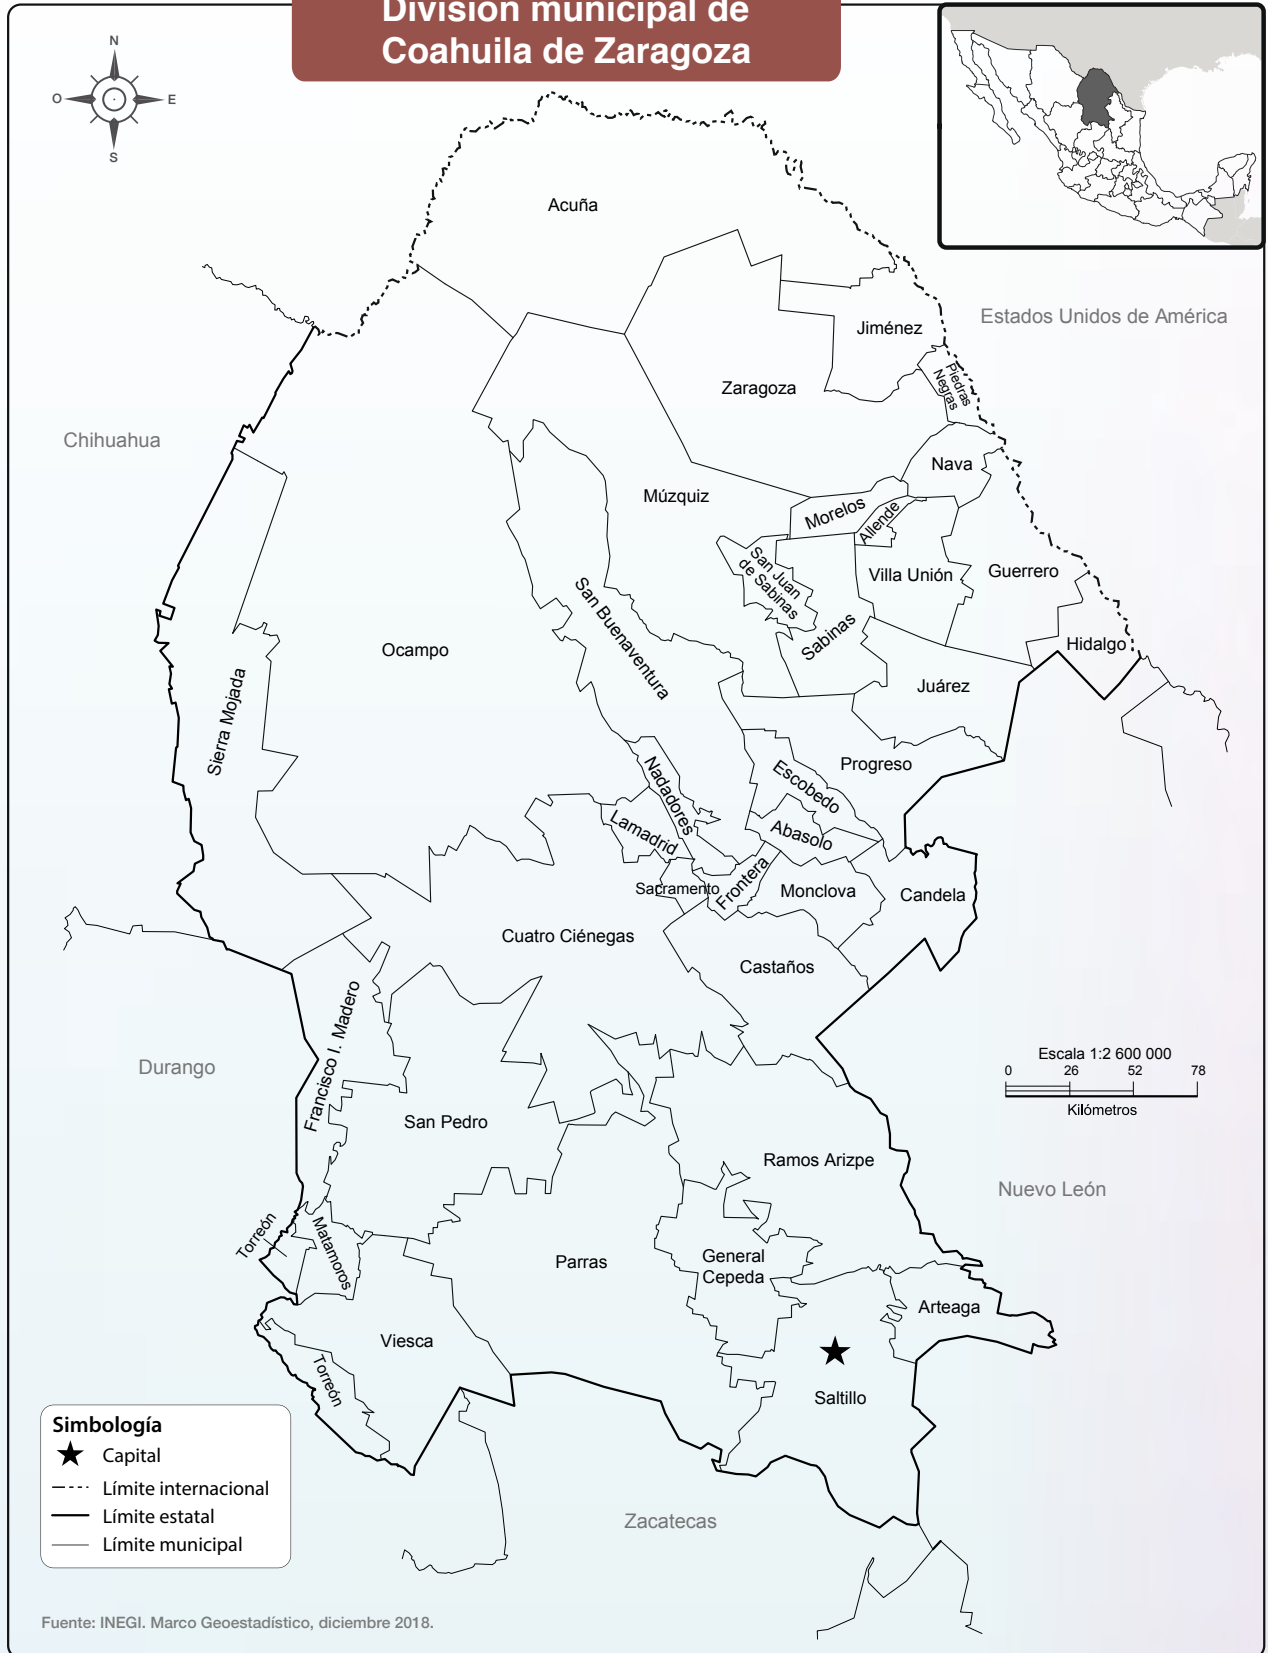 División municipal de
Coahuila de Zaragoza
N
O
E
S
Acuña
Estados Unidos de América
Jiménez
Piedras
Negras
Zaragoza
Chihuahua
Nava
Múzquiz
Morelos
Allende
San Juan
de Sabinas
Villa Unión
Guerrero
San Buenaventura
Sabinas
Hidalgo
Ocampo
Juárez
Sierra Mojada
Progreso
Nadadores
Escobedo
Lamadrid
Abasolo
Sacramento
Frontera
Monclova
Candela
Cuatro Ciénegas
Castaños
Francisco I. Madero
Durango
Escala 1:2 600 000
0 26 52 78
Kilómetros
San Pedro
Ramos Arizpe
Nuevo León
Torreón
Matamoros
Parras
General
Cepeda
Arteaga
Viesca
Torreón
Saltillo
Simbología
Capital
Límite internacional
Límite estatal
Límite municipal
Zacatecas
Fuente: INEGI. Marco Geoestadístico, diciembre 2018.